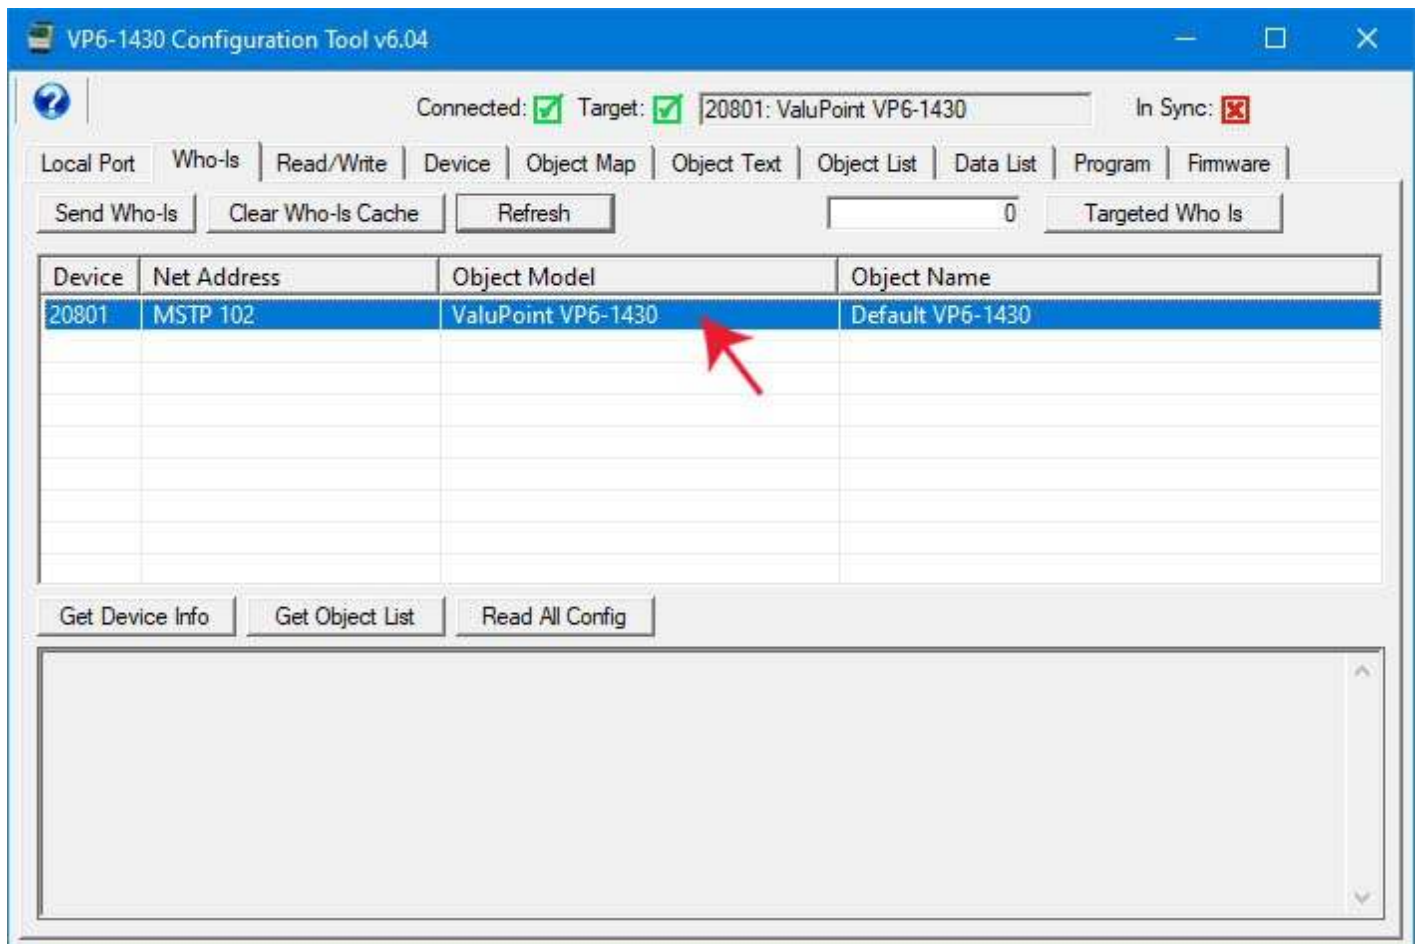 VP6-1430 Configuration Tool v6.04
Connected: Target: 20801: ValuPoint VP6-1430 In Sync:
Local Port Who-Is Read/Write Device Object Map Object Text Object List Data List Program Firmware
Send Who-Is Clear Who-Is Cache Refresh 0 Targeted Who Is
Device Net Address Object Model Object Name
20801 MSTP 102 ValuPoint VP6-1430 Default VP6-1430
Get Device Info Get Object List Read All Config